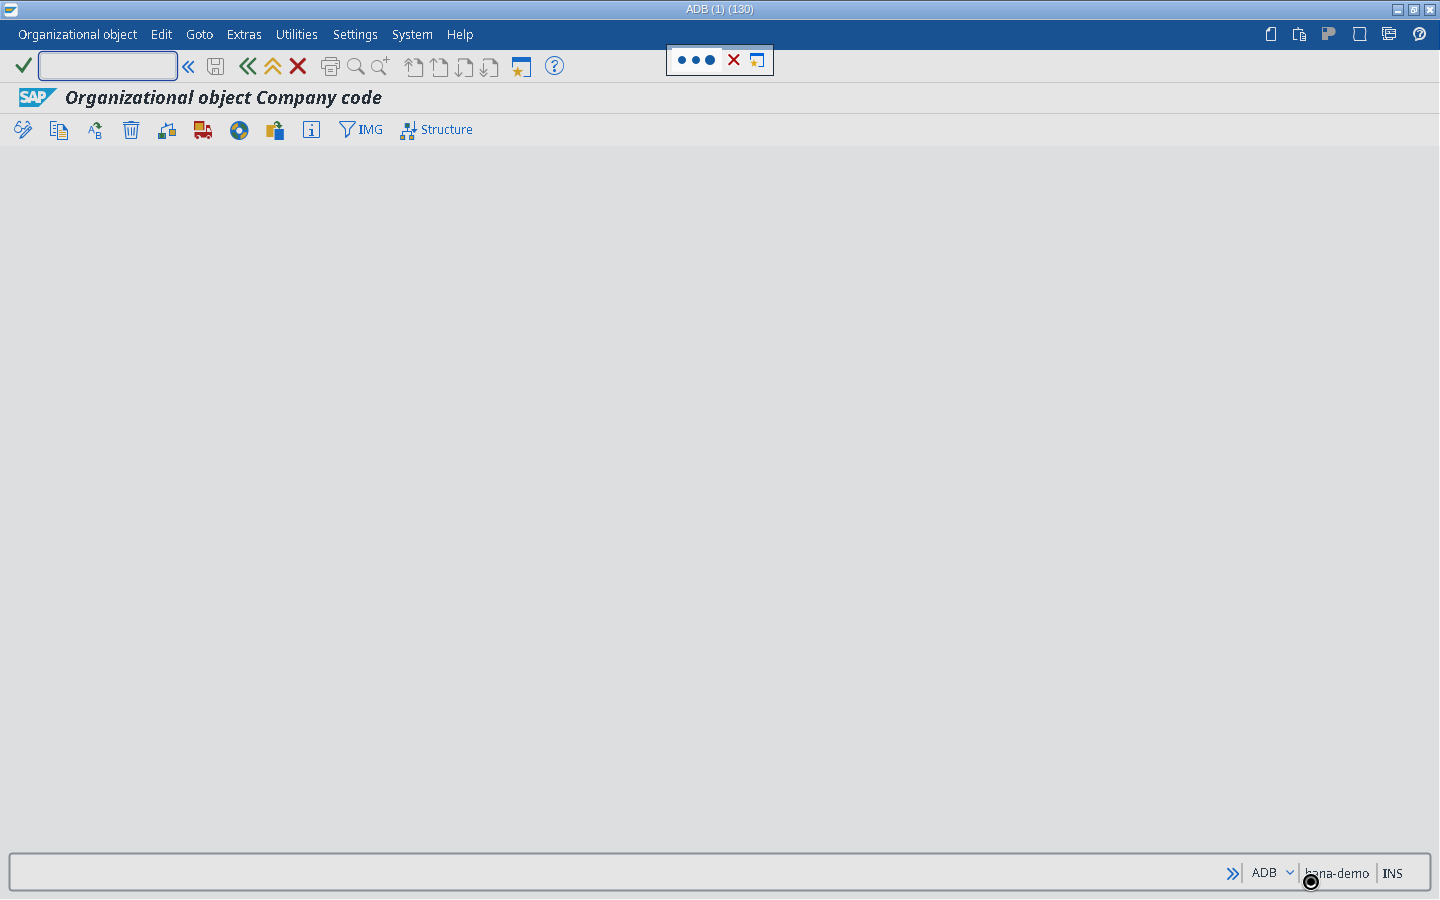 ADB (1) (130)
Organizational object Edit Goto Extras Utilities Settings System Help
SAP Organizational object Company code
IMG Structure
ADB hana-demo INS